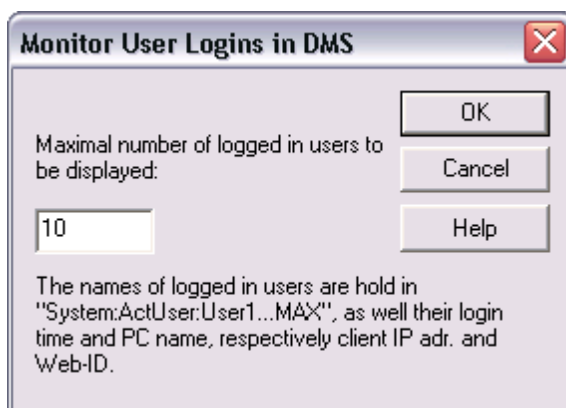 Monitor User Logins in DMS
OK
Maximal number of logged in users to
be displayed:
Cancel
10
Help
The names of logged in users are hold in
"System:ActUser:User1...MAX", as well their login
time and PC name, respectively client IP adr. and
Web-ID.